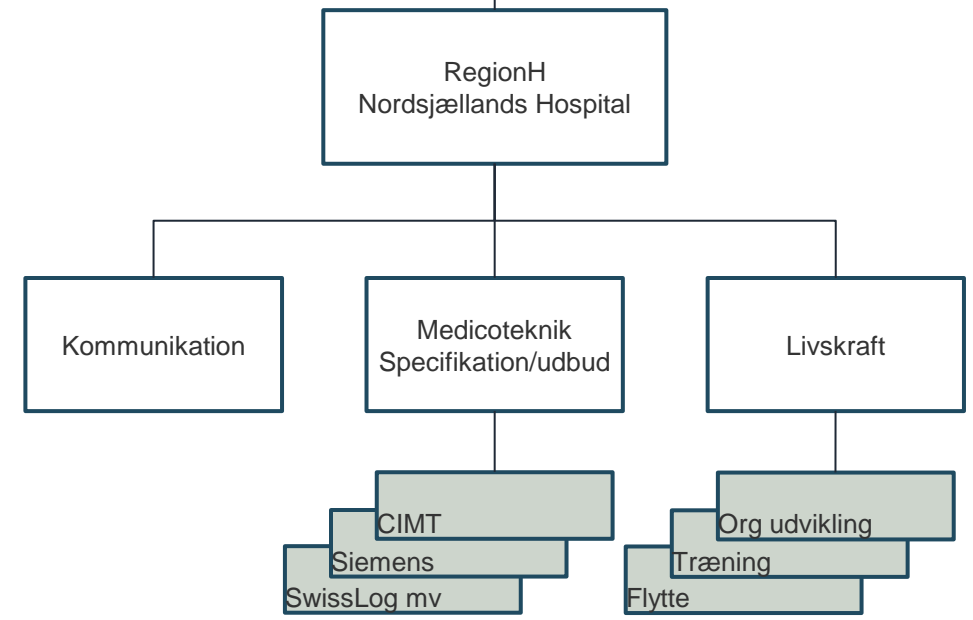 RegionH
Nordsjællands Hospital
Kommunikation
Medicoteknik
Specifikation/udbud
Livskraft
CIMT
Siemens
SwissLog mv
Org udvikling
Træning
Flytte